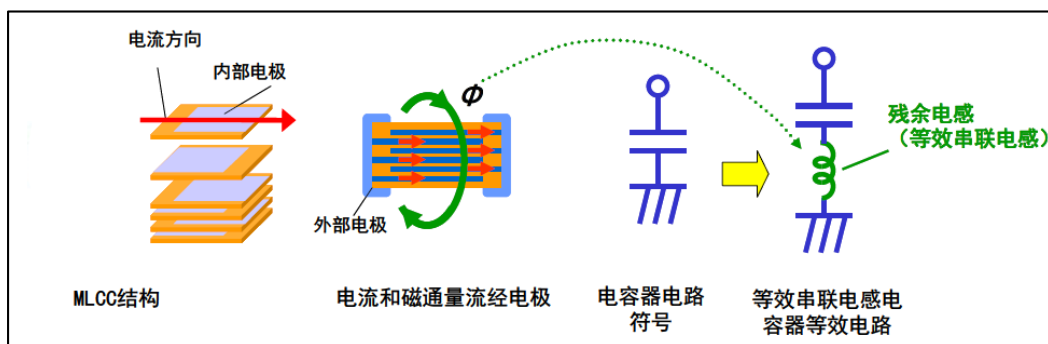 电流方向
内部电极
Φ
残余电感
（等效串联电感）
外部电极
MLCC结构
电流和磁通量流经电极
电容器电路
符号
等效串联电感电
容器等效电路